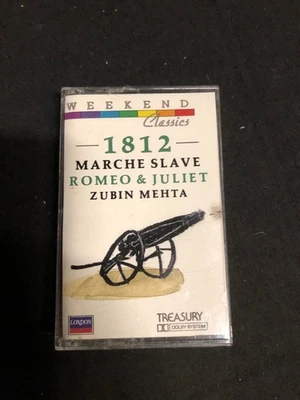 WEEKEND
Classics
1812
MARCHE SLAVE
ROMEO & JULIET
ZUBIN MEHTA
LONDON
TREASURY
DOLBY SYSTEM